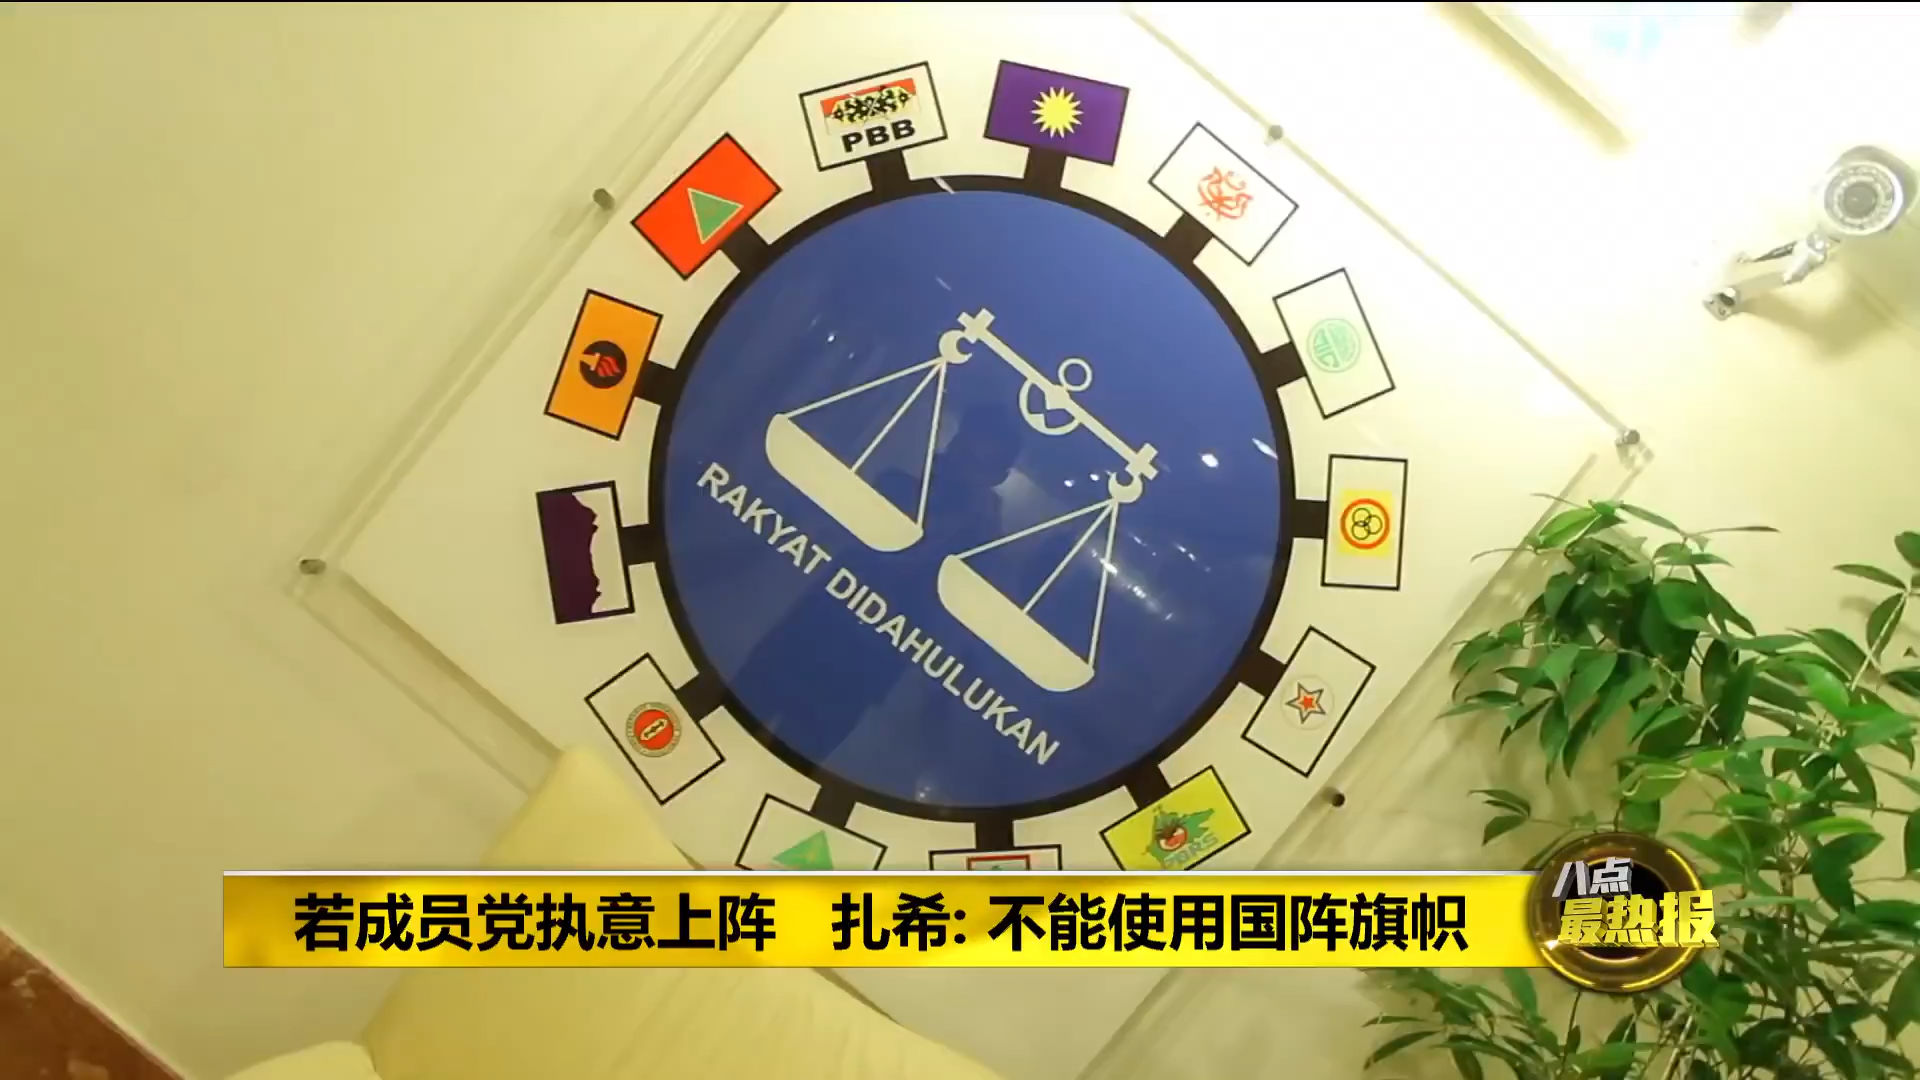 PBB
RAKYAT DIDAHULUKAN
PBRS
若成员党执意上阵 扎希: 不能使用国阵旗帜
八点
最热报